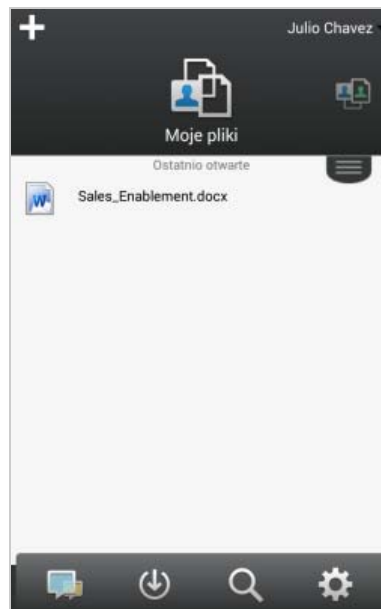 Julio Chavez
Moje pliki
Ostatnio otwarte
Sales_Enablement.docx